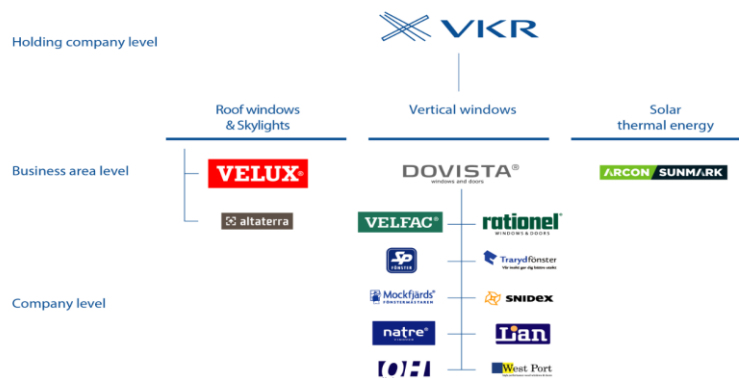 VKR
Holding company level
Roof windows
& Skylights
Vertical windows
Solar
thermal energy
Business area level
VELUX®
DOVISTA®
windows and doors
ARCON SUNMARK
altaterra
VELFAC®
rationel®
WINDOWS & DOORS
SP
FÖNSTER
Trarydfönster
Mockfjärds®
FÖNSTERMÄSTAREN
SNIDEX
Company level
natre®
Lian
OH
West Port